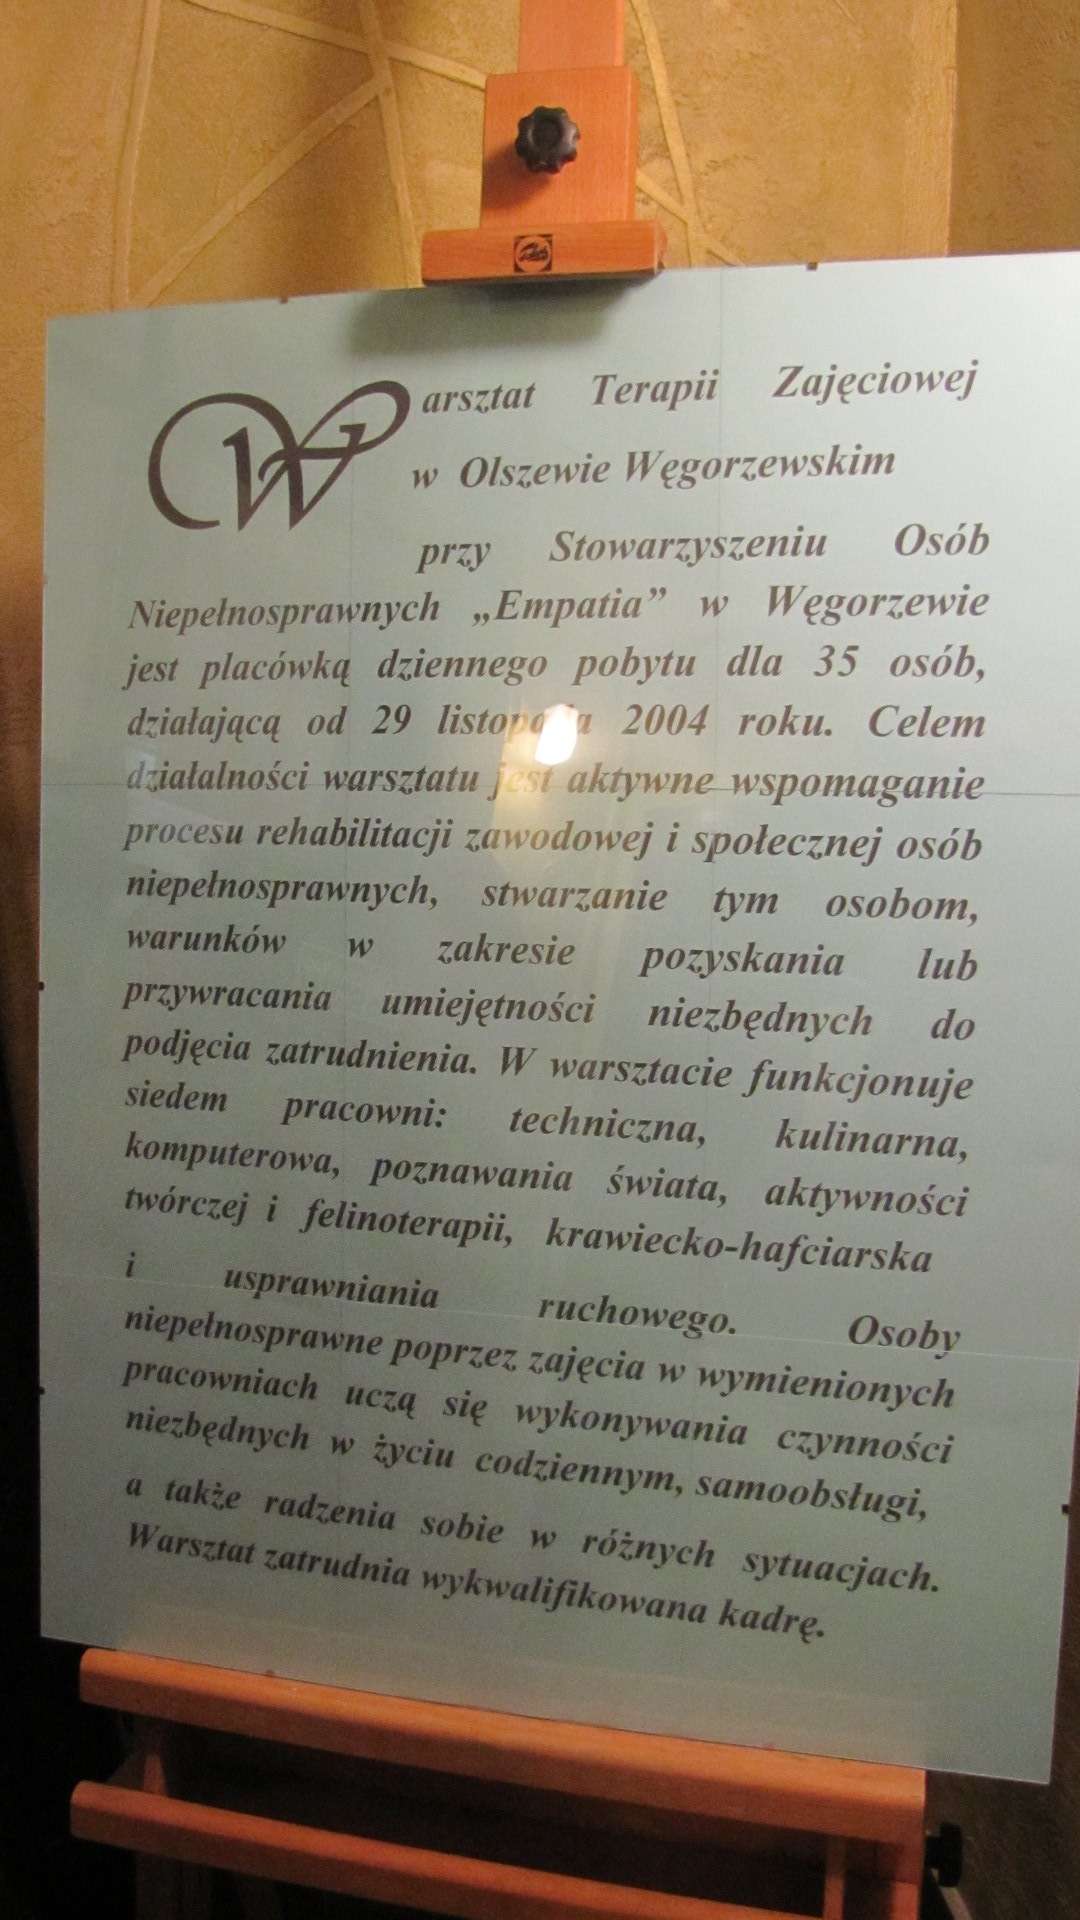 Warsztat Terapii Zajęciowej
w Olszewie Węgorzewskim
przy Stowarzyszeniu Osób
Niepełnosprawnych „Empatia” w Węgorzewie
jest placówką dziennego pobytu dla 35 osób,
działającą od 29 listopada 2004 roku. Celem
działalności warsztatu jest aktywne wspomaganie
procesu rehabilitacji zawodowej i społecznej osób
niepełnosprawnych, stwarzanie tym osobom,
warunków w zakresie pozyskania lub
przywracania umiejętności niezbędnych do
podjęcia zatrudnienia. W warsztacie funkcjonuje
siedem pracowni: techniczna, kulinarna,
komputerowa, poznawania świata, aktywności
twórczej i felinoterapii, krawiecko-hafciarska
i usprawniania ruchowego. Osoby
niepełnosprawne poprzez zajęcia w wymienionych
pracowniach uczą się wykonywania czynności
niezbędnych w życiu codziennym, samoobsługi,
a także radzenia sobie w różnych sytuacjach.
Warsztat zatrudnia wykwalifikowana kadrę.